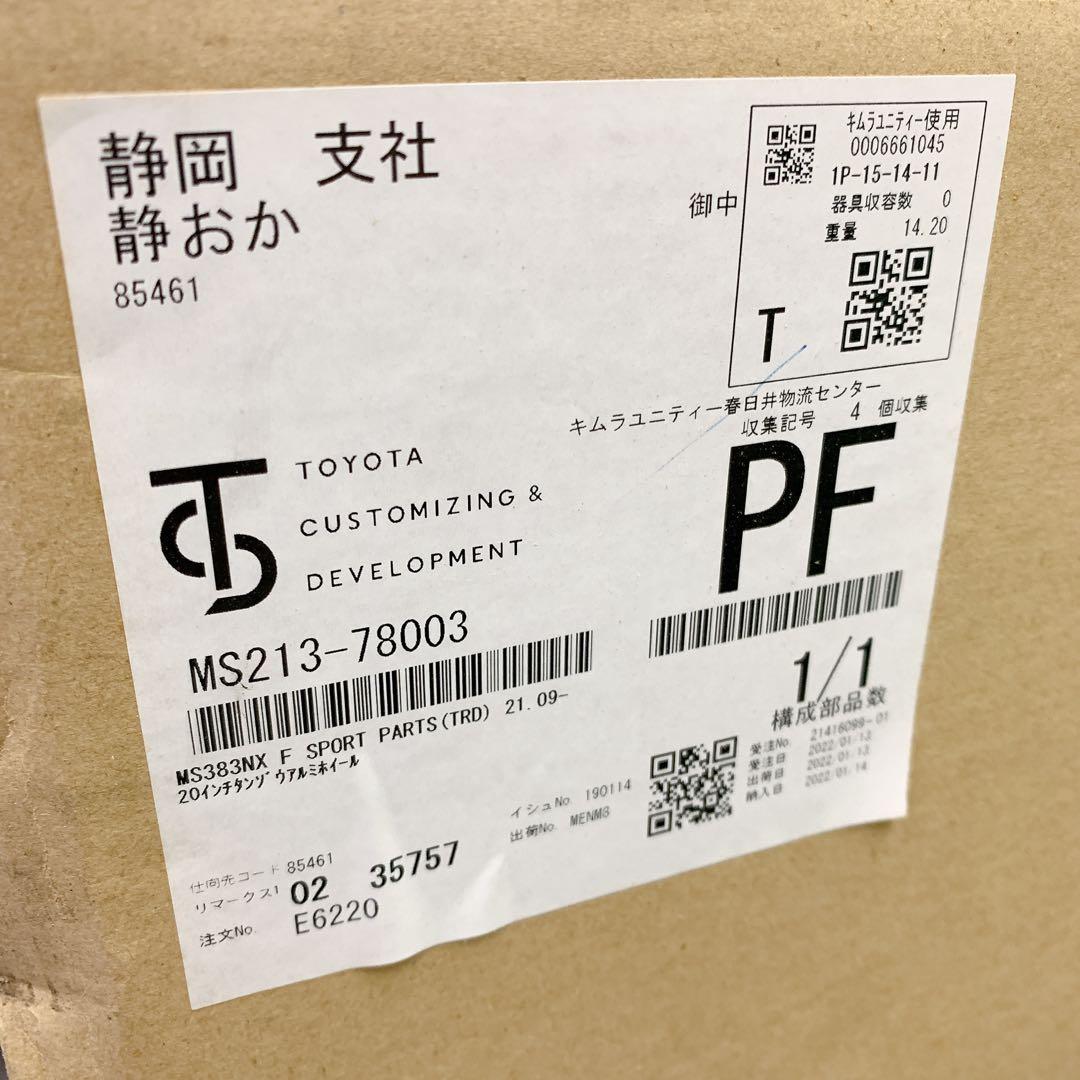 静岡　支社
静おか
85461
御中
ｷﾑﾗﾕﾆﾃｨｰ使用
0006661045
1P-15-14-11
器具収容数 0
重量 14.20
T
キムラユニティー春日井物流センター
収集記号 4 個収集
PF
TOYOTA
CUSTOMIZING &
DEVELOPMENT
MS213-78003
MS383NX F SPORT PARTS(TRD) 21.09-
20ｲﾝﾁﾀﾝｿﾞｳｱﾙﾐﾎｲｰﾙ
1/1
構成部品数
受注No. 21416099-01
受注日 2022/01/13
出荷日 2022/01/13
納入日 2022/01/14
イシュNo. 190114
出荷No. MENM8
仕向先コード 85461
リマークス1 02 35757
注文No. E6220